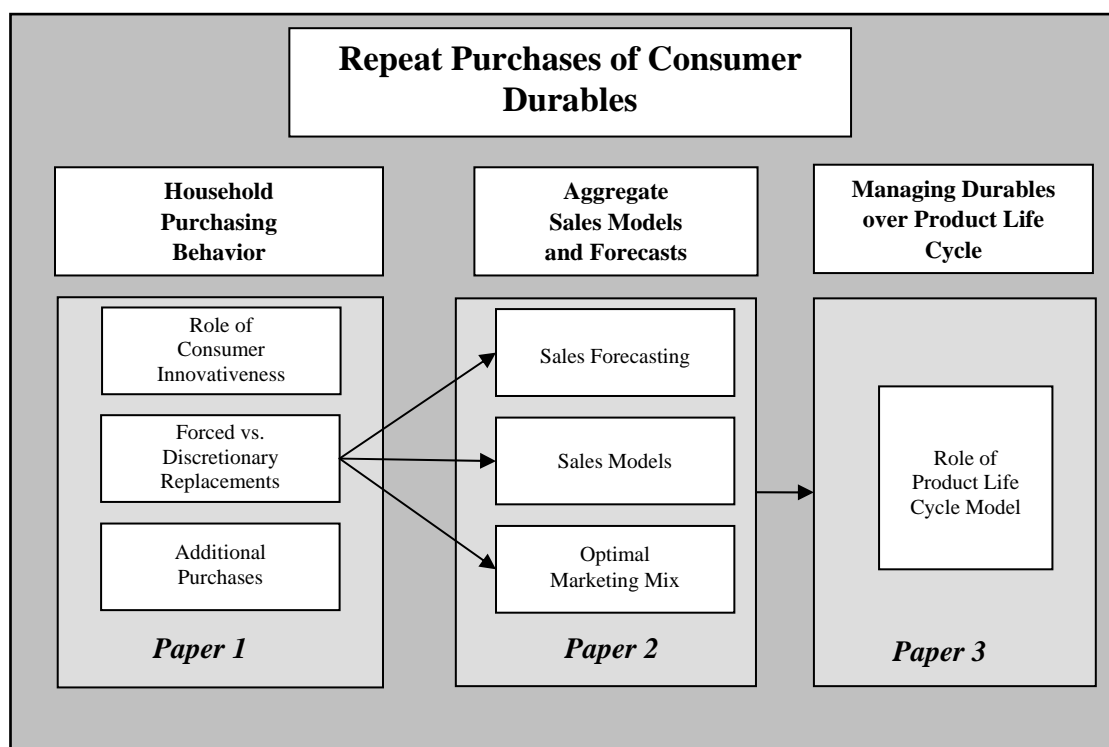 Repeat Purchases of Consumer
Durables
Household
Purchasing
Behavior
Aggregate
Sales Models
and Forecasts
Managing Durables
over Product Life
Cycle
Role of
Consumer
Innovativeness
Forced vs.
Discretionary
Replacements
Additional
Purchases
Paper 1
Sales Forecasting
Sales Models
Optimal
Marketing Mix
Paper 2
Role of
Product Life
Cycle Model
Paper 3